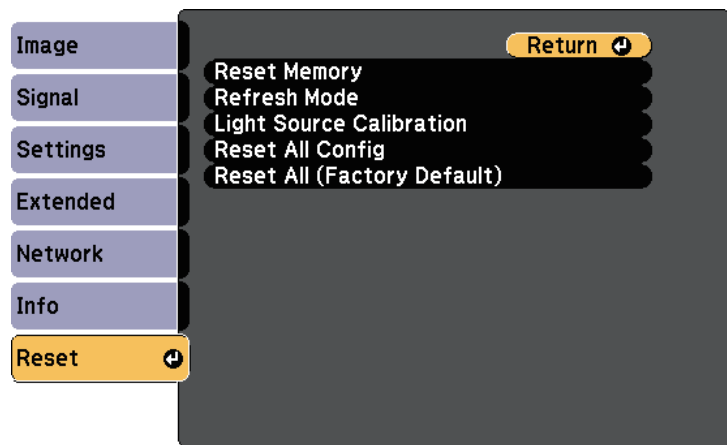 Image
Signal
Settings
Extended
Network
Info
Reset
Return
Reset Memory
Refresh Mode
Light Source Calibration
Reset All Config
Reset All (Factory Default)